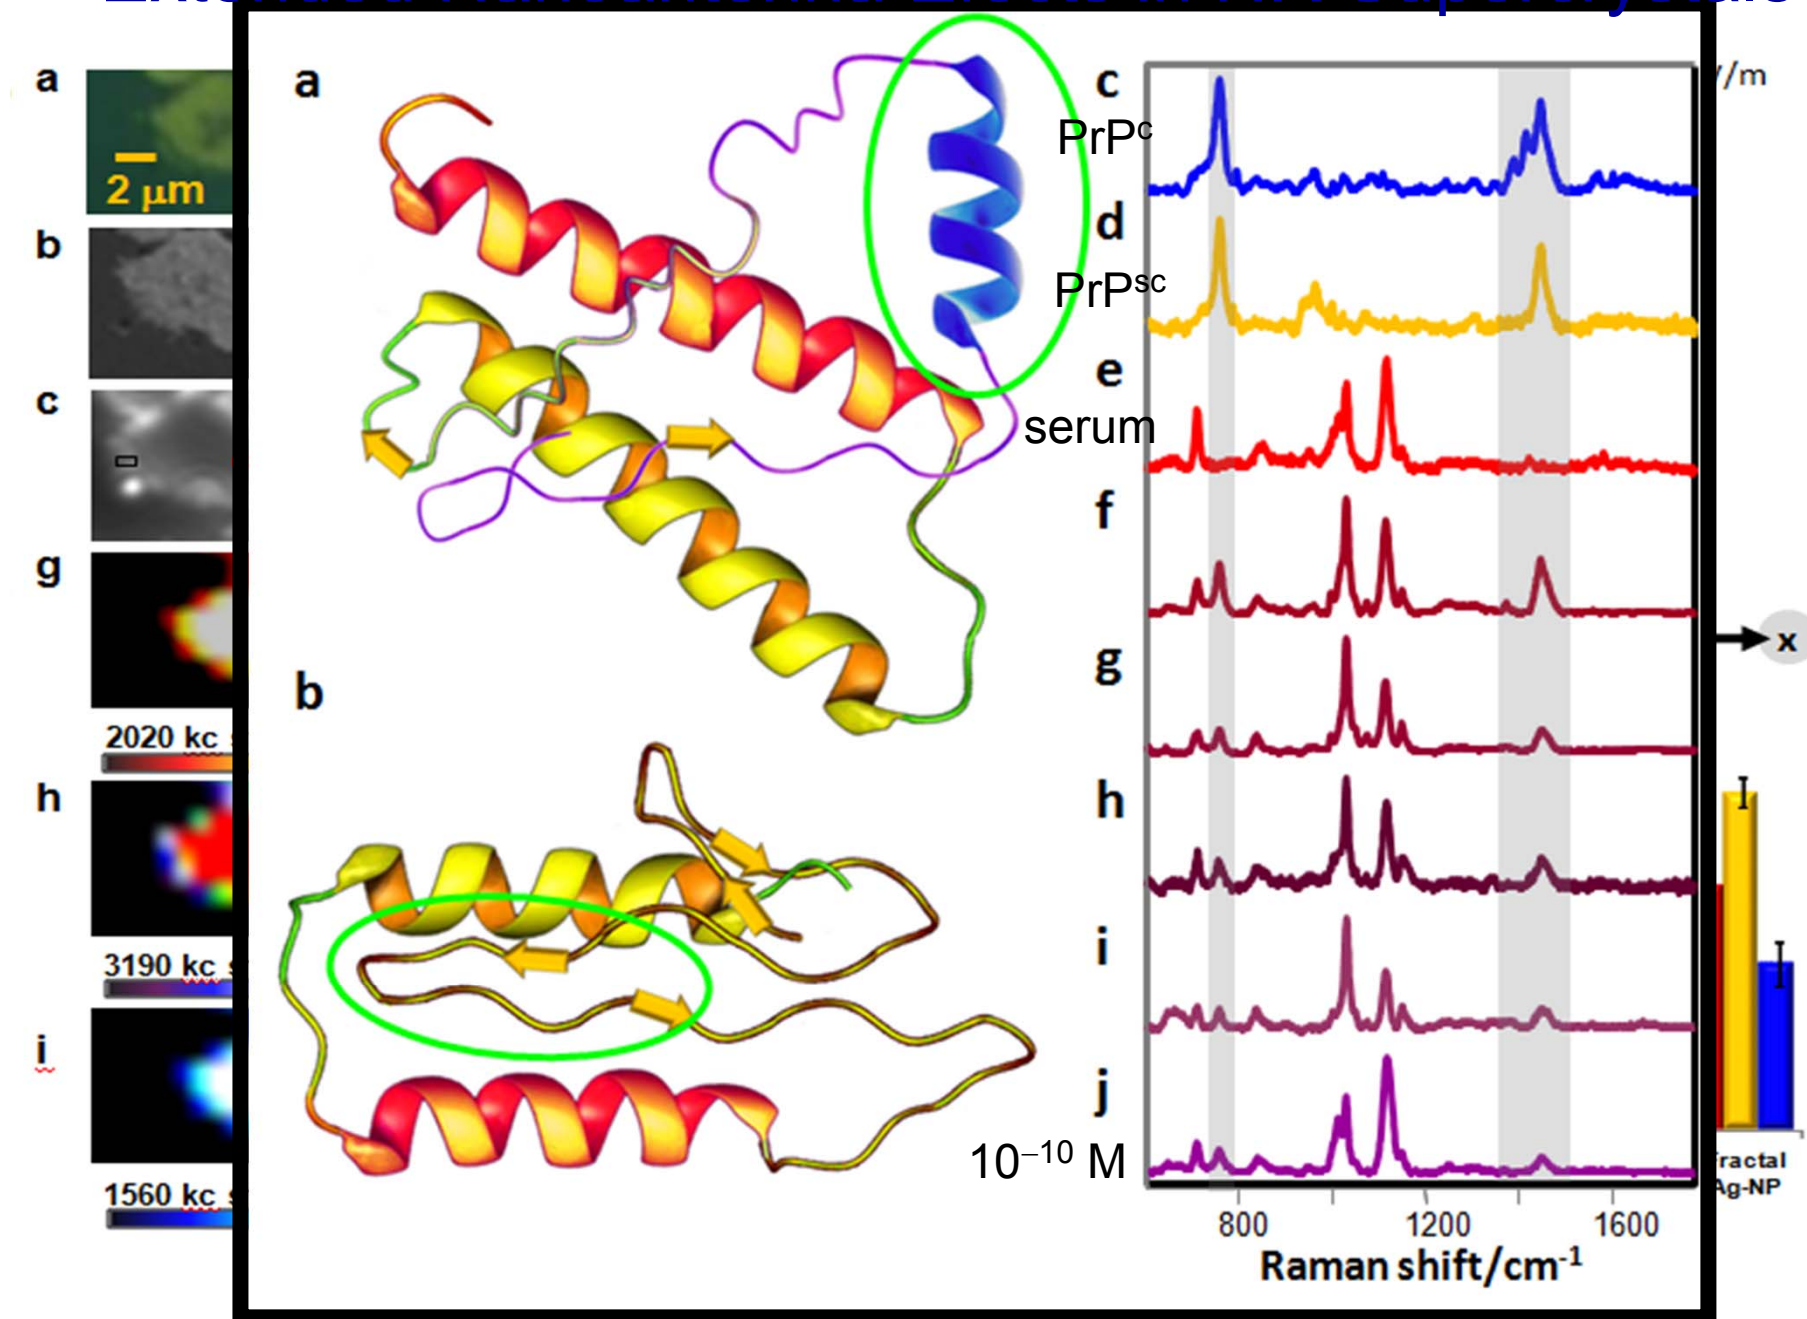 a
2 µm
b
c
g
2020 kc
h
3190 kc
i
1560 kc
a
b
c
PrPᶜ
d
PrPˢᶜ
e
serum
f
g
h
i
j
10⁻¹⁰ M
800 1200 1600
Raman shift/cm⁻¹
/m
x
Ag-NP